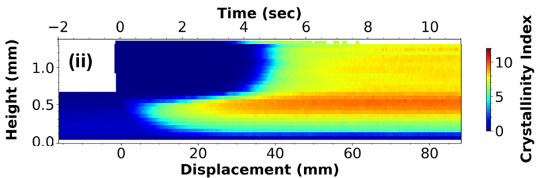 Time (sec)
−2 0 2 4 6 8 10
(ii)
Height (mm)
1.0
0.5
0.0
0 20 40 60 80
Displacement (mm)
10
5
0
Crystallinity Index